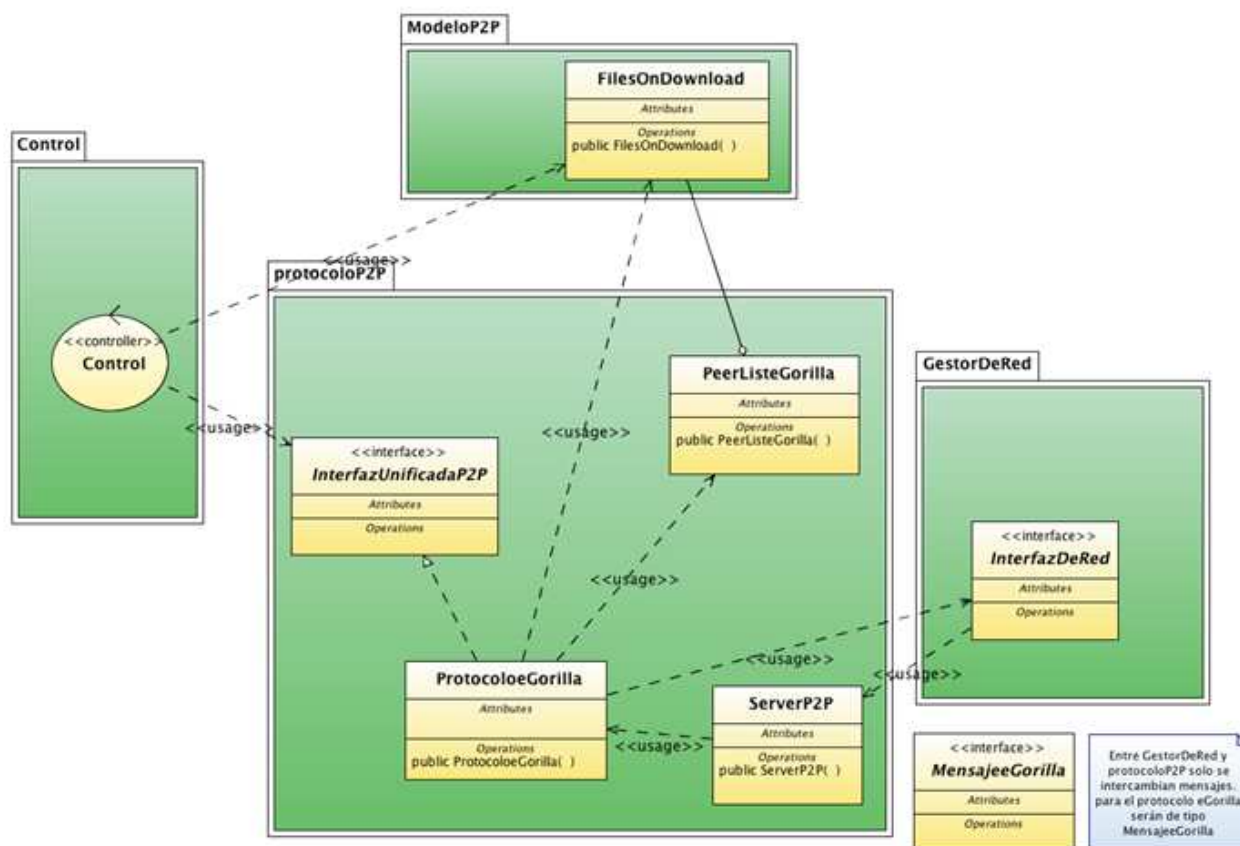 ModeloP2P
FilesOnDownload
Attributes
Operations
public FilesOnDownload( )
Control
<<controller>>
Control
<<usage>>
<<usage>>
protocoloP2P
<<usage>>
PeerListeGorilla
Attributes
Operations
public PeerListeGorilla( )
<<interface>>
InterfazUnificadaP2P
Attributes
Operations
<<usage>>
GestorDeRed
<<interface>>
InterfazDeRed
Attributes
Operations
<<usage>>
<<usage>>
ProtocoloeGorilla
Attributes
Operations
public ProtocoloeGorilla( )
<<usage>>
ServerP2P
Attributes
Operations
public ServerP2P( )
<<interface>>
MensajeeGorilla
Attributes
Operations
Entre GestorDeRed y
protocoloP2P solo se
intercambian mensajes.
para el protocolo eGorilla
serán de tipo
MensajeeGorilla